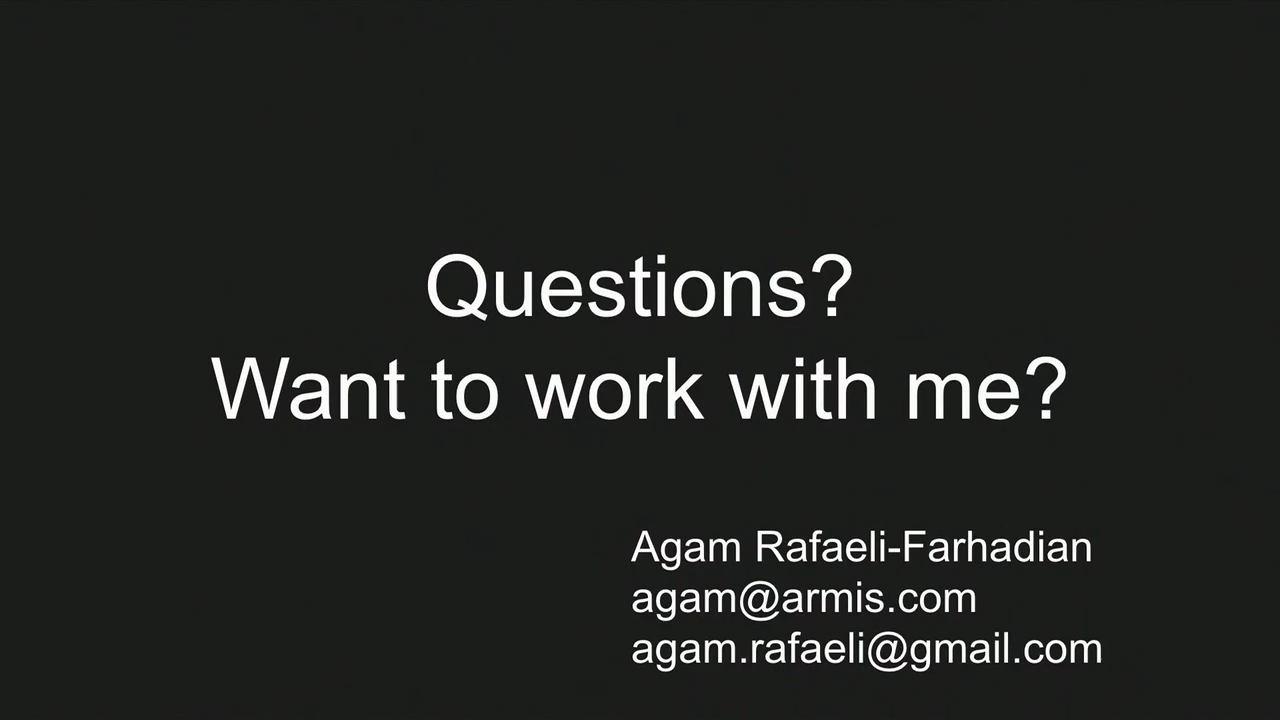 Questions?
Want to work with me?
Agam Rafaeli-Farhadian
agam@armis.com
agam.rafaeli@gmail.com